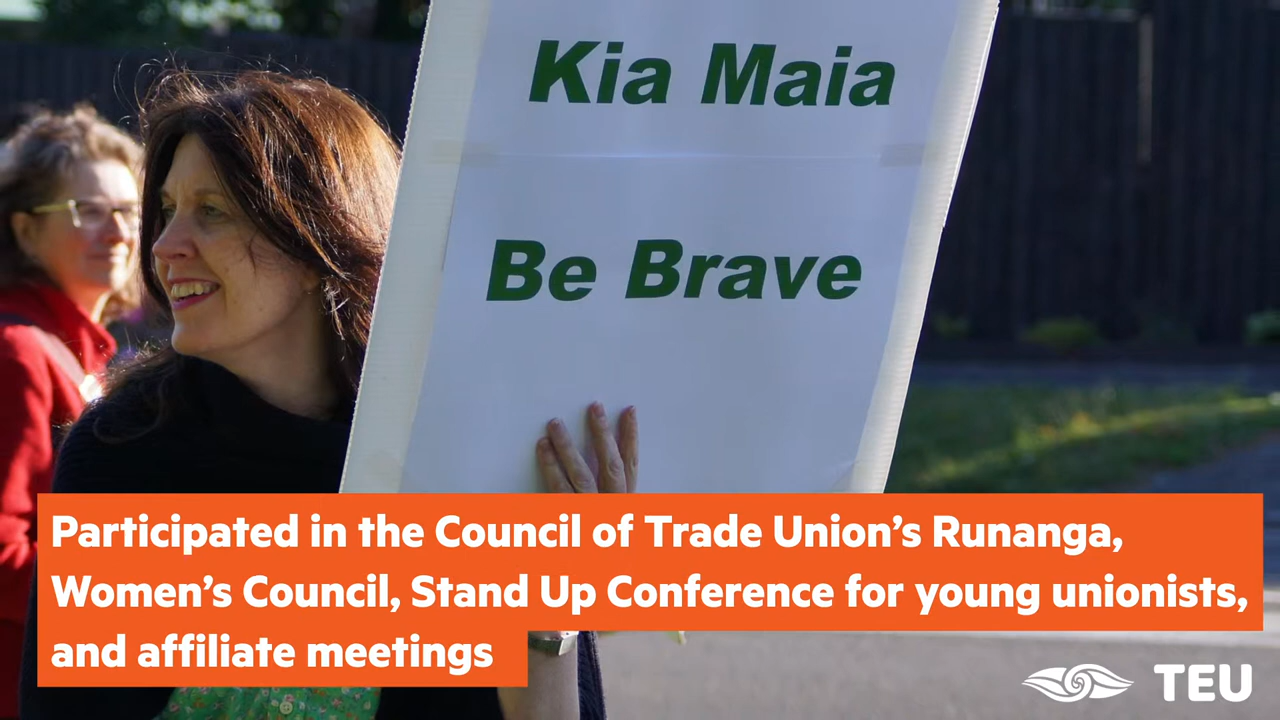 Kia Maia
Be Brave
Participated in the Council of Trade Union’s Runanga,
Women’s Council, Stand Up Conference for young unionists,
and affiliate meetings
TEU